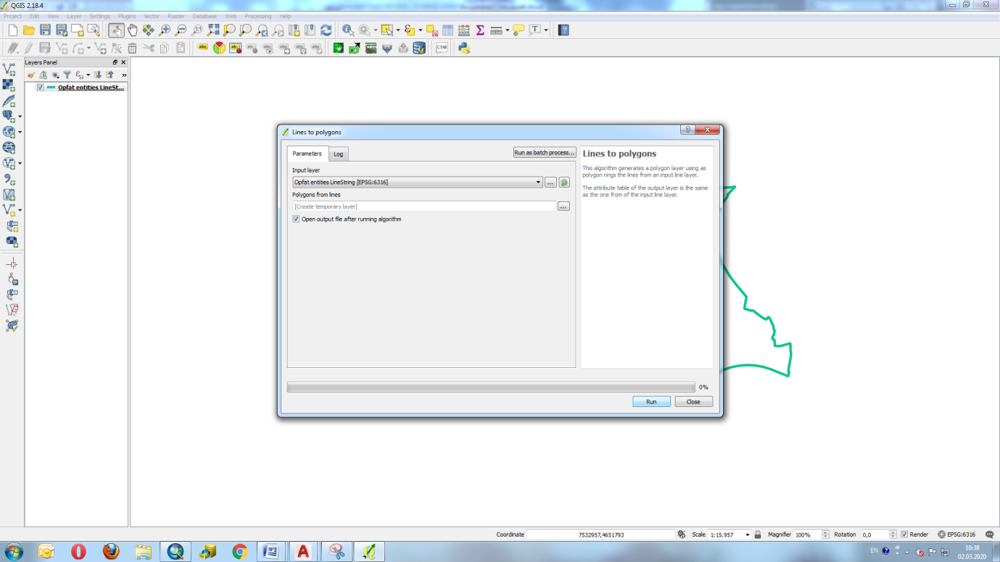 QGIS 2.18.4
Project Edit View Layer Settings Plugins Vector Raster Database Web Processing Help
Layers Panel
Opfat entities LineSt...
Lines to polygons
Parameters Log
Run as batch process...
Input layer
Opfat entities LineString [EPSG:6316]
Polygons from lines
[Create temporary layer]
Open output file after running algorithm
Lines to polygons
This algorithm generates a polygon layer using as
polygon rings the lines from an input line layer.
The attribute table of the output layer is the same
as the one from of the input line layer.
0%
Run Close
Coordinate 7532957,4651793 Scale 1:15.957 Magnifier 100% Rotation 0,0 Render EPSG:6316
EN 10:38
02.03.2020